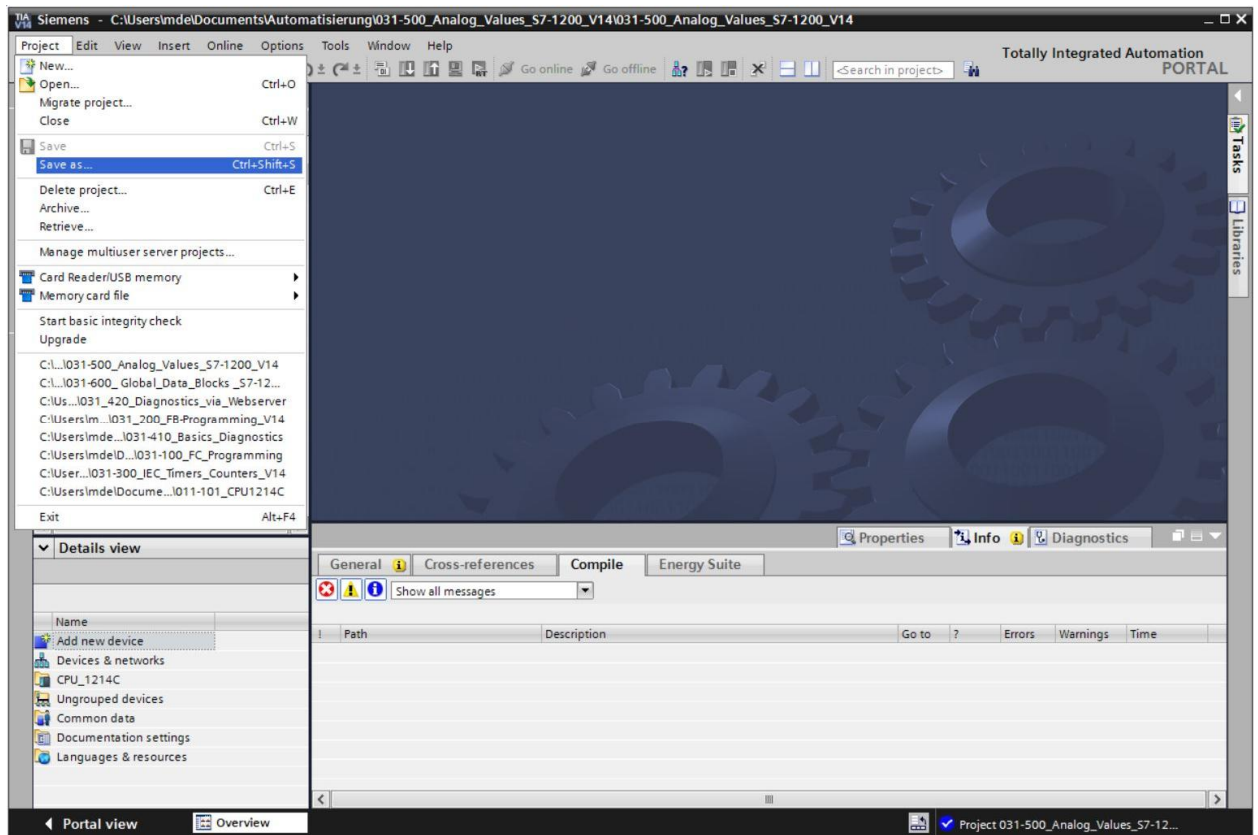 Siemens - C:\Users\mde\Documents\Automatisierung\031-500_Analog_Values_S7-1200_V14\031-500_Analog_Values_S7-1200_V14
Project Edit View Insert Online Options Tools Window Help
Totally Integrated Automation
PORTAL
Go online Go offline <Search in project>
New...
Open... Ctrl+O
Migrate project...
Close Ctrl+W
Save Ctrl+S
Save as... Ctrl+Shift+S
Delete project... Ctrl+E
Archive...
Retrieve...
Manage multiuser server projects...
Card Reader/USB memory
Memory card file
Start basic integrity check
Upgrade
C:\...\031-500_Analog_Values_S7-1200_V14
C:\...\031-600_ Global_Data_Blocks _S7-12...
C:\Us...\031_420_Diagnostics_via_Webserver
C:\Users\m...\031_200_FB-Programming_V14
C:\Users\mde...\031-410_Basics_Diagnostics
C:\Users\mde\D...\031-100_FC_Programming
C:\User...\031-300_IEC_Timers_Counters_V14
C:\Users\mde\Docume...\011-101_CPU1214C
Exit Alt+F4
Tasks
Libraries
Properties Info Diagnostics
Details view
General Cross-references Compile Energy Suite
Show all messages
Name
! Path Description Go to ? Errors Warnings Time
Add new device
Devices & networks
CPU_1214C
Ungrouped devices
Common data
Documentation settings
Languages & resources
Portal view Overview Project 031-500_Analog_Values_S7-12...